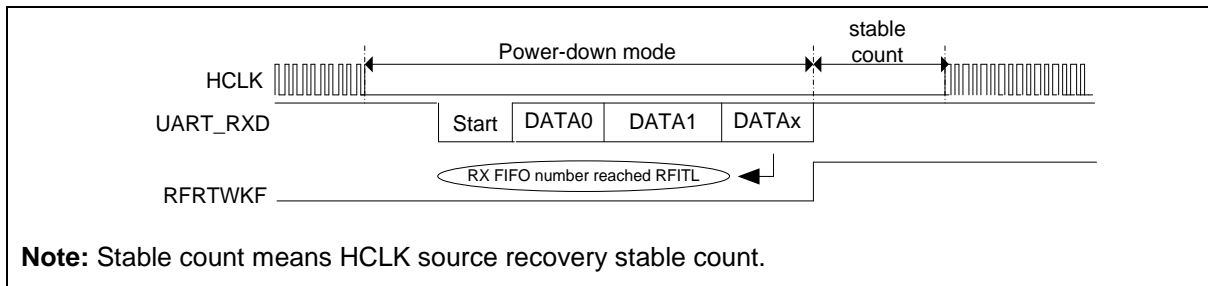 stable
count
Power-down mode
HCLK
UART_RXD
Start DATA0 DATA1 DATAx
RX FIFO number reached RFITL
RFRTWKF
Note: Stable count means HCLK source recovery stable count.